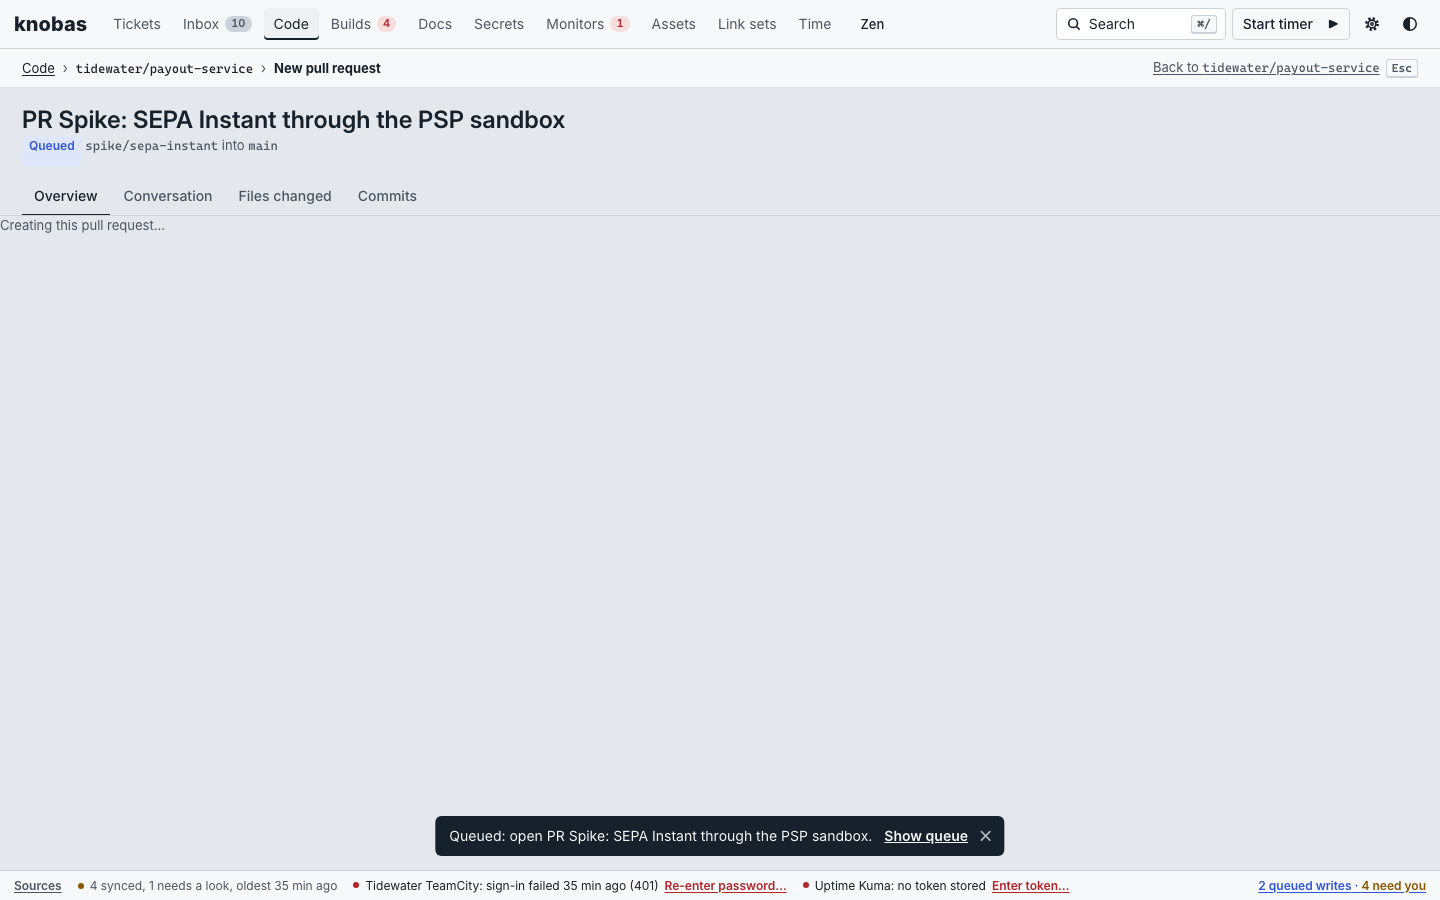 knobas Tickets Inbox 10 Code Builds 4 Docs Secrets Monitors 1 Assets Link sets Time Zen Search ⌘/ Start timer
Code › tidewater/payout-service › New pull request Back to tidewater/payout-service Esc
PR Spike: SEPA Instant through the PSP sandbox
Queued spike/sepa-instant into main
Overview Conversation Files changed Commits
Creating this pull request...
Queued: open PR Spike: SEPA Instant through the PSP sandbox. Show queue
Sources 4 synced, 1 needs a look, oldest 35 min ago Tidewater TeamCity: sign-in failed 35 min ago (401) Re-enter password... Uptime Kuma: no token stored Enter token... 2 queued writes · 4 need you